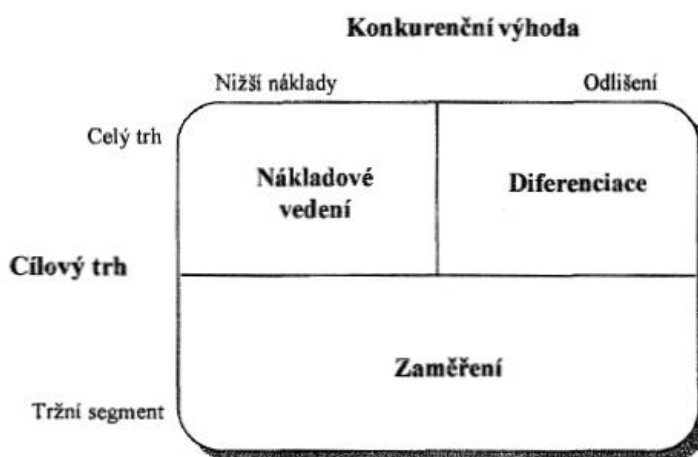 Konkurenční výhoda
Nižší náklady
Odlišení
Celý trh
Nákladové
vedení
Diferenciace
Cílový trh
Zaměření
Tržní segment